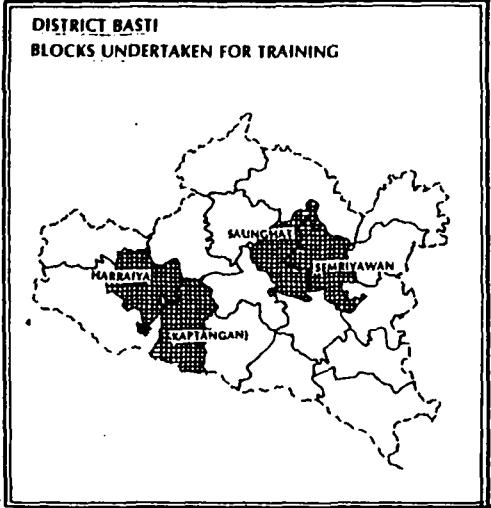 DISTRICT BASTI
BLOCKS UNDERTAKEN FOR TRAINING
SAUNGHAT
SEMRIYAWAN
HARRAIYA
KAPTANGANJ